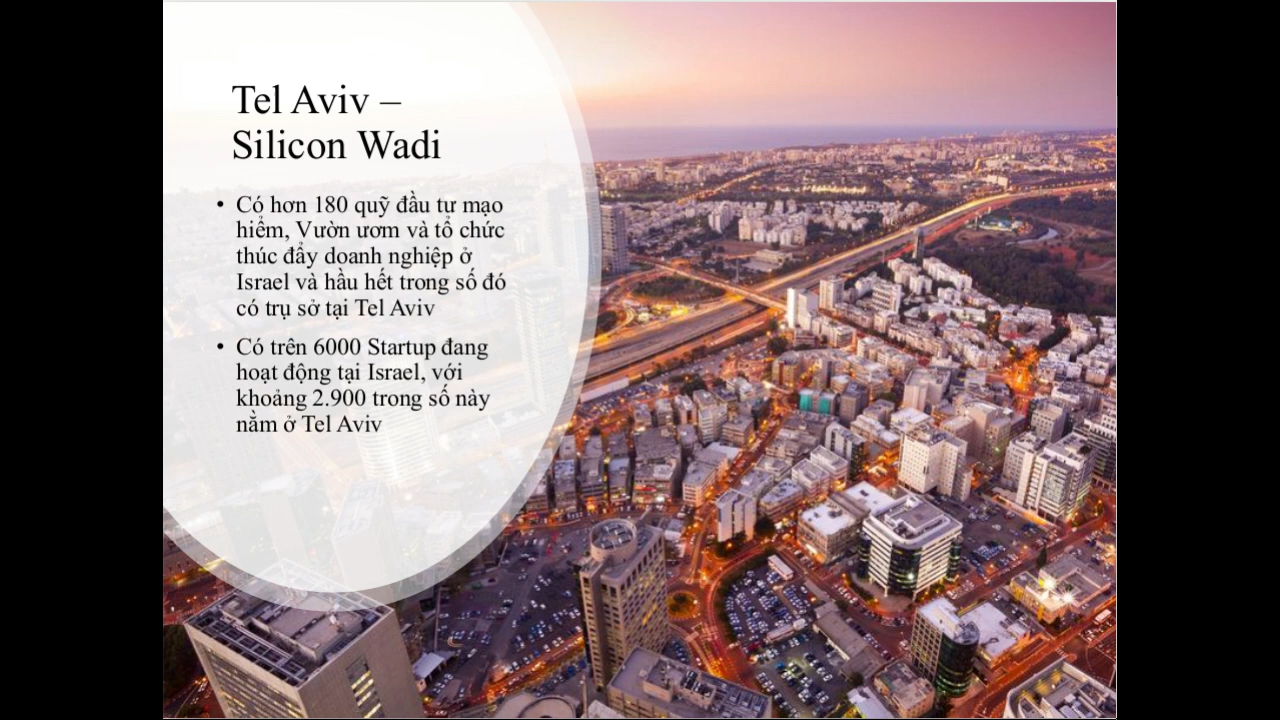 Tel Aviv –
Silicon Wadi
• Có hơn 180 quỹ đầu tư mạo
hiểm, Vườn ươm và tổ chức
thúc đẩy doanh nghiệp ở
Israel và hầu hết trong số đó
có trụ sở tại Tel Aviv
• Có trên 6000 Startup đang
hoạt động tại Israel, với
khoảng 2.900 trong số này
nằm ở Tel Aviv